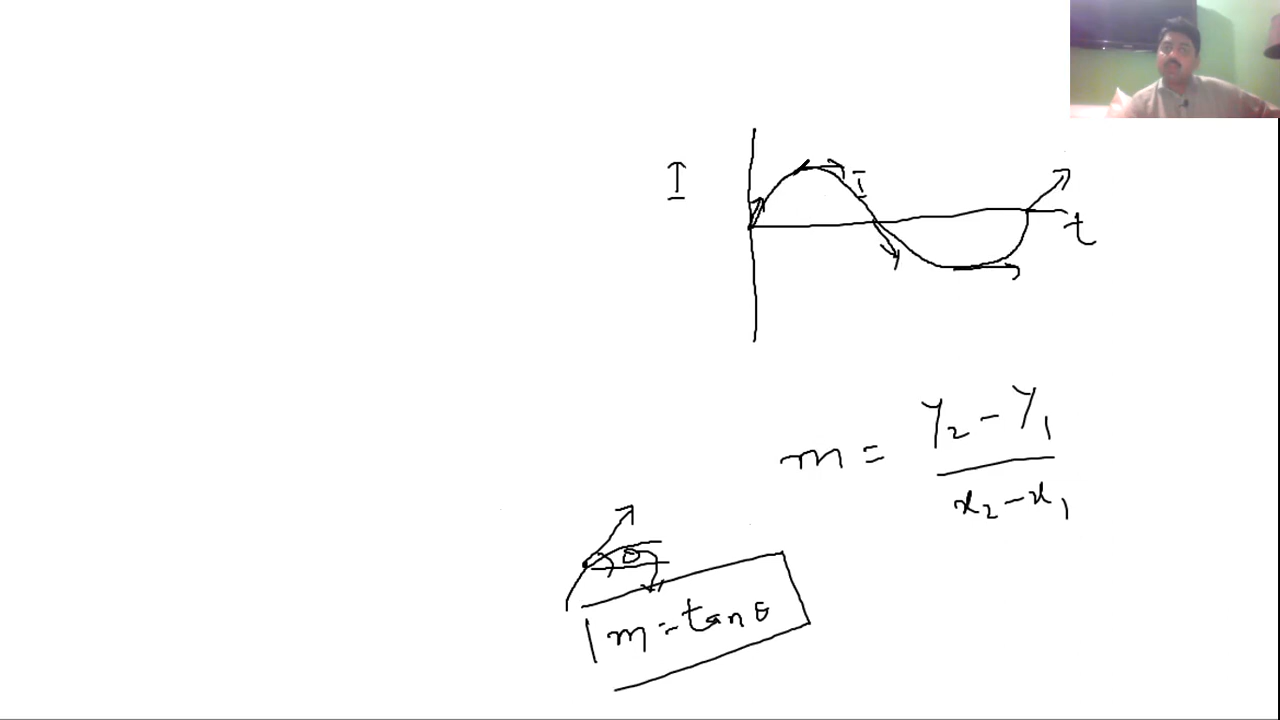 I
I
t
m = y2 - y1
x2 - x1
θ
m = tan θ